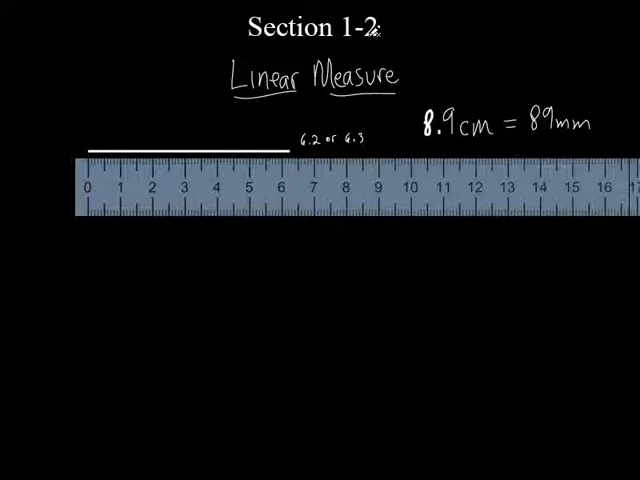 Section 1-2:
Linear Measure
8.9cm = 89mm
6.2 or 6.3
0 1 2 3 4 5 6 7 8 9 10 11 12 13 14 15 16 17